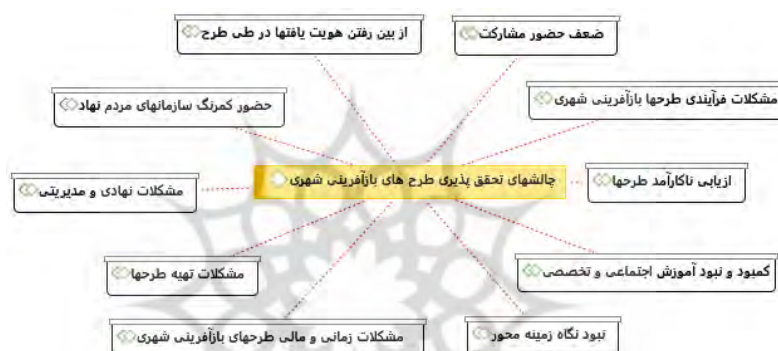 ضعف حضور مشارکت
از بین رفتن هویت یافتها در طی طرح
مشکلات فرآیندی طرحها بازآفرینی شهری
حضور کمرنگ سازمانهای مردم نهاد
چالشهای تحقق پذیری طرح های بازآفرینی شهری
ازیابی ناکارآمد طرحها
مشکلات نهادی و مدیریتی
کمبود و نبود آموزش اجتماعی و تخصصی
مشکلات تهیه طرحها
نبود نگاه زمینه محور
مشکلات زمانی و مالی طرحهای بازآفرینی شهری